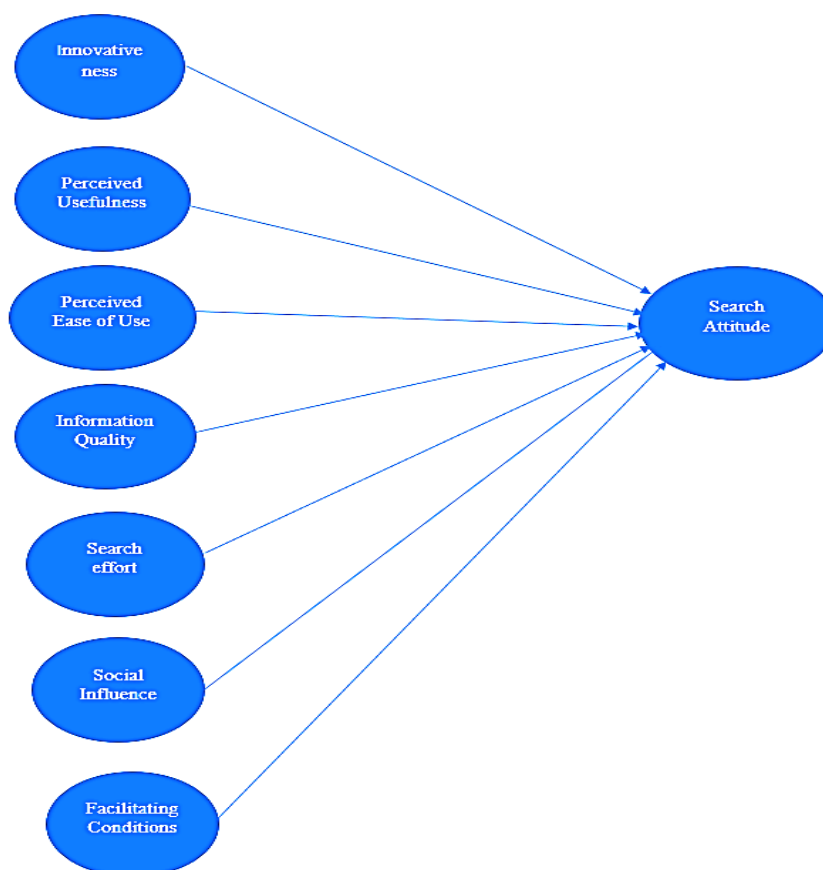 Innovative
ness
Perceived
Usefulness
Perceived
Ease of Use
Search
Attitude
Information
Quality
Search
effort
Social
Influence
Facilitating
Conditions